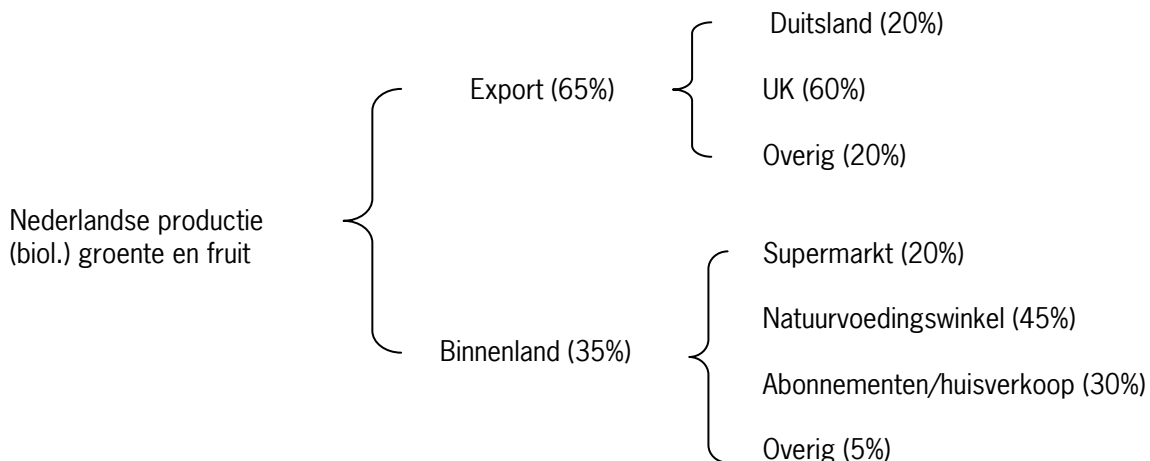 Nederlandse productie
(biol.) groente en fruit
Export (65%)
Duitsland (20%)
UK (60%)
Overig (20%)
Binnenland (35%)
Supermarkt (20%)
Natuurvoedingswinkel (45%)
Abonnementen/huisverkoop (30%)
Overig (5%)